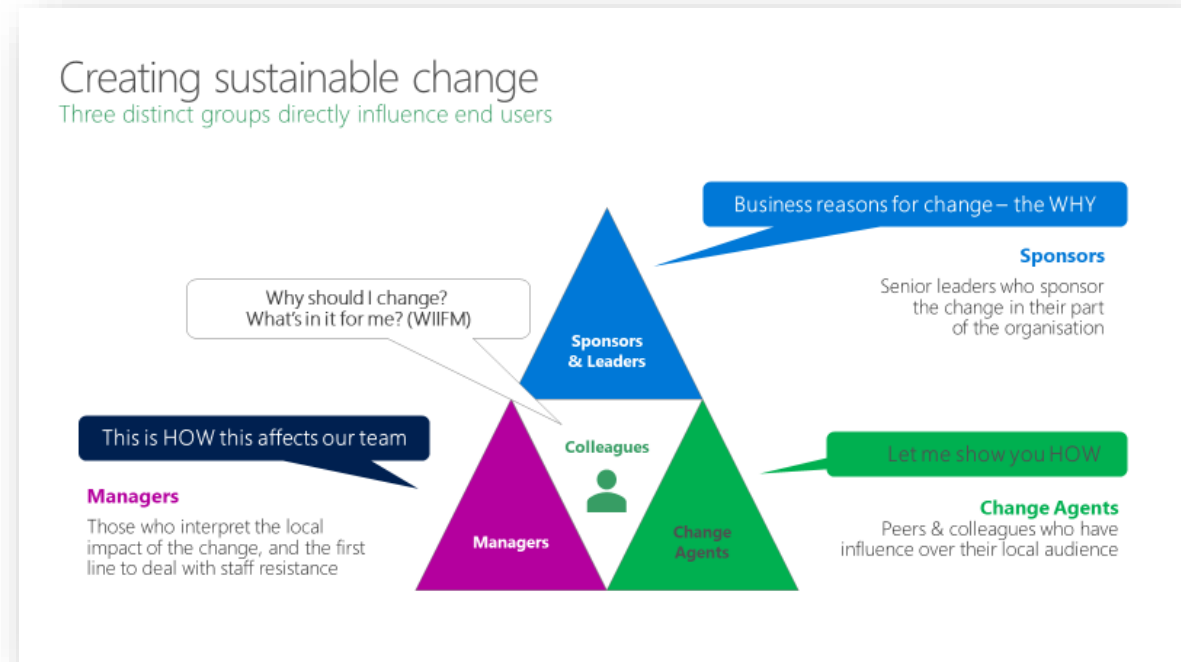 Creating sustainable change
Three distinct groups directly influence end users
Business reasons for change – the WHY
Sponsors
Senior leaders who sponsor
the change in their part
of the organisation
Why should I change?
What's in it for me? (WIIFM)
Sponsors
& Leaders
This is HOW this affects our team
Managers
Those who interpret the local
impact of the change, and the first
line to deal with staff resistance
Colleagues
Managers
Change
Agents
Let me show you HOW
Change Agents
Peers & colleagues who have
influence over their local audience